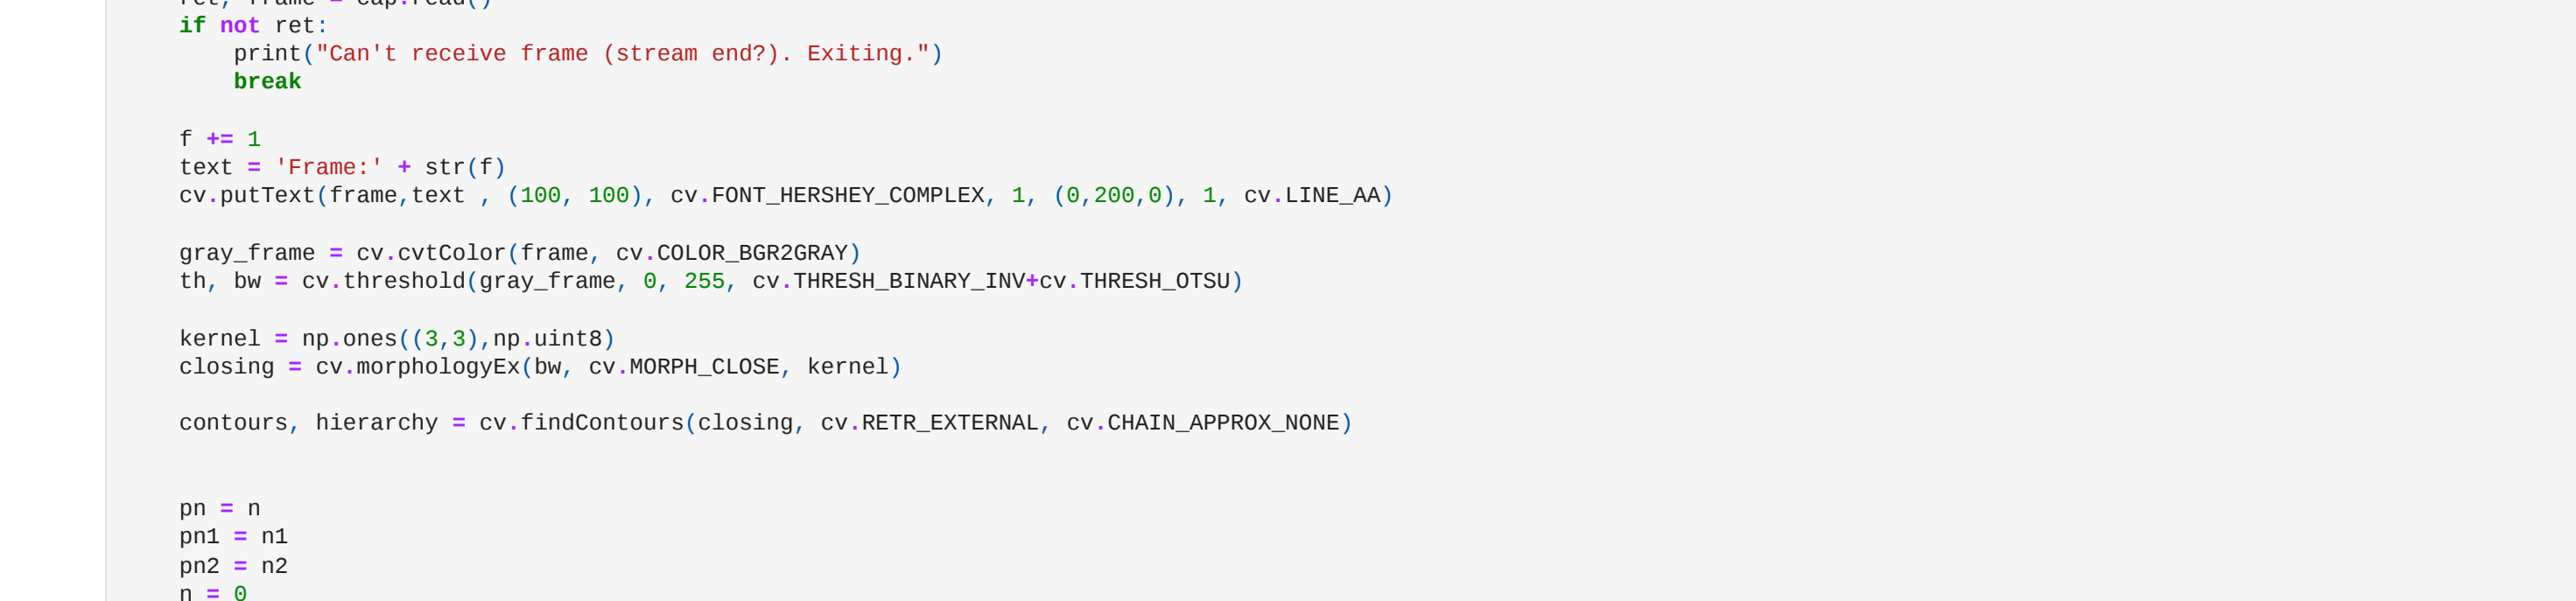 ret, frame = cap.read()
if not ret:
    print("Can't receive frame (stream end?). Exiting.")
    break
f += 1
text = 'Frame:' + str(f)
cv.putText(frame,text , (100, 100), cv.FONT_HERSHEY_COMPLEX, 1, (0,200,0), 1, cv.LINE_AA)
gray_frame = cv.cvtColor(frame, cv.COLOR_BGR2GRAY)
th, bw = cv.threshold(gray_frame, 0, 255, cv.THRESH_BINARY_INV+cv.THRESH_OTSU)
kernel = np.ones((3,3),np.uint8)
closing = cv.morphologyEx(bw, cv.MORPH_CLOSE, kernel)
contours, hierarchy = cv.findContours(closing, cv.RETR_EXTERNAL, cv.CHAIN_APPROX_NONE)
pn = n
pn1 = n1
pn2 = n2
n = 0